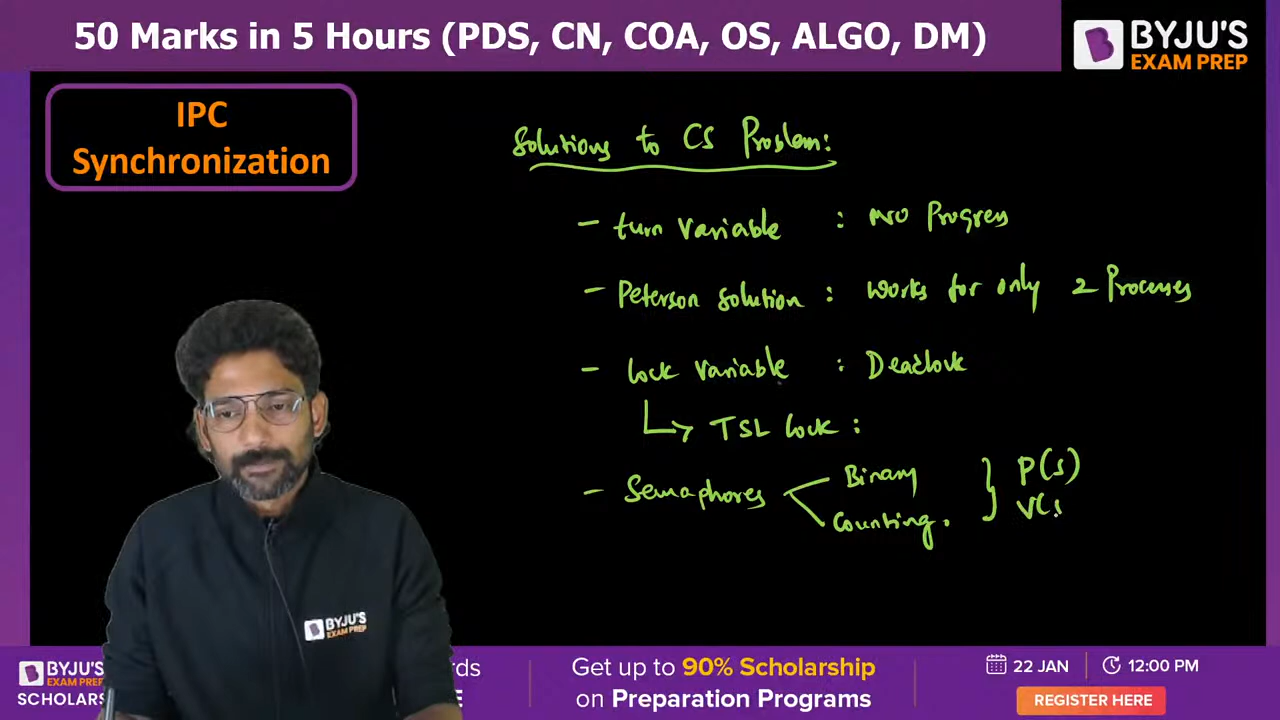 50 Marks in 5 Hours (PDS, CN, COA, OS, ALGO, DM)
BYJU'S
EXAM PREP
IPC
Synchronization
Solutions to CS Problem:
- turn variable : NO Progress
- Peterson solution : works for only 2 Processes
- lock variable : Deadlock
TSL lock :
- Semaphores Binary P(s)
Counting. V(s
BYJU'S
EXAM PREP
BYJU'S
EXAM PREP
SCHOLARS
rds
E
Get up to 90% Scholarship
on Preparation Programs
22 JAN
12:00 PM
REGISTER HERE